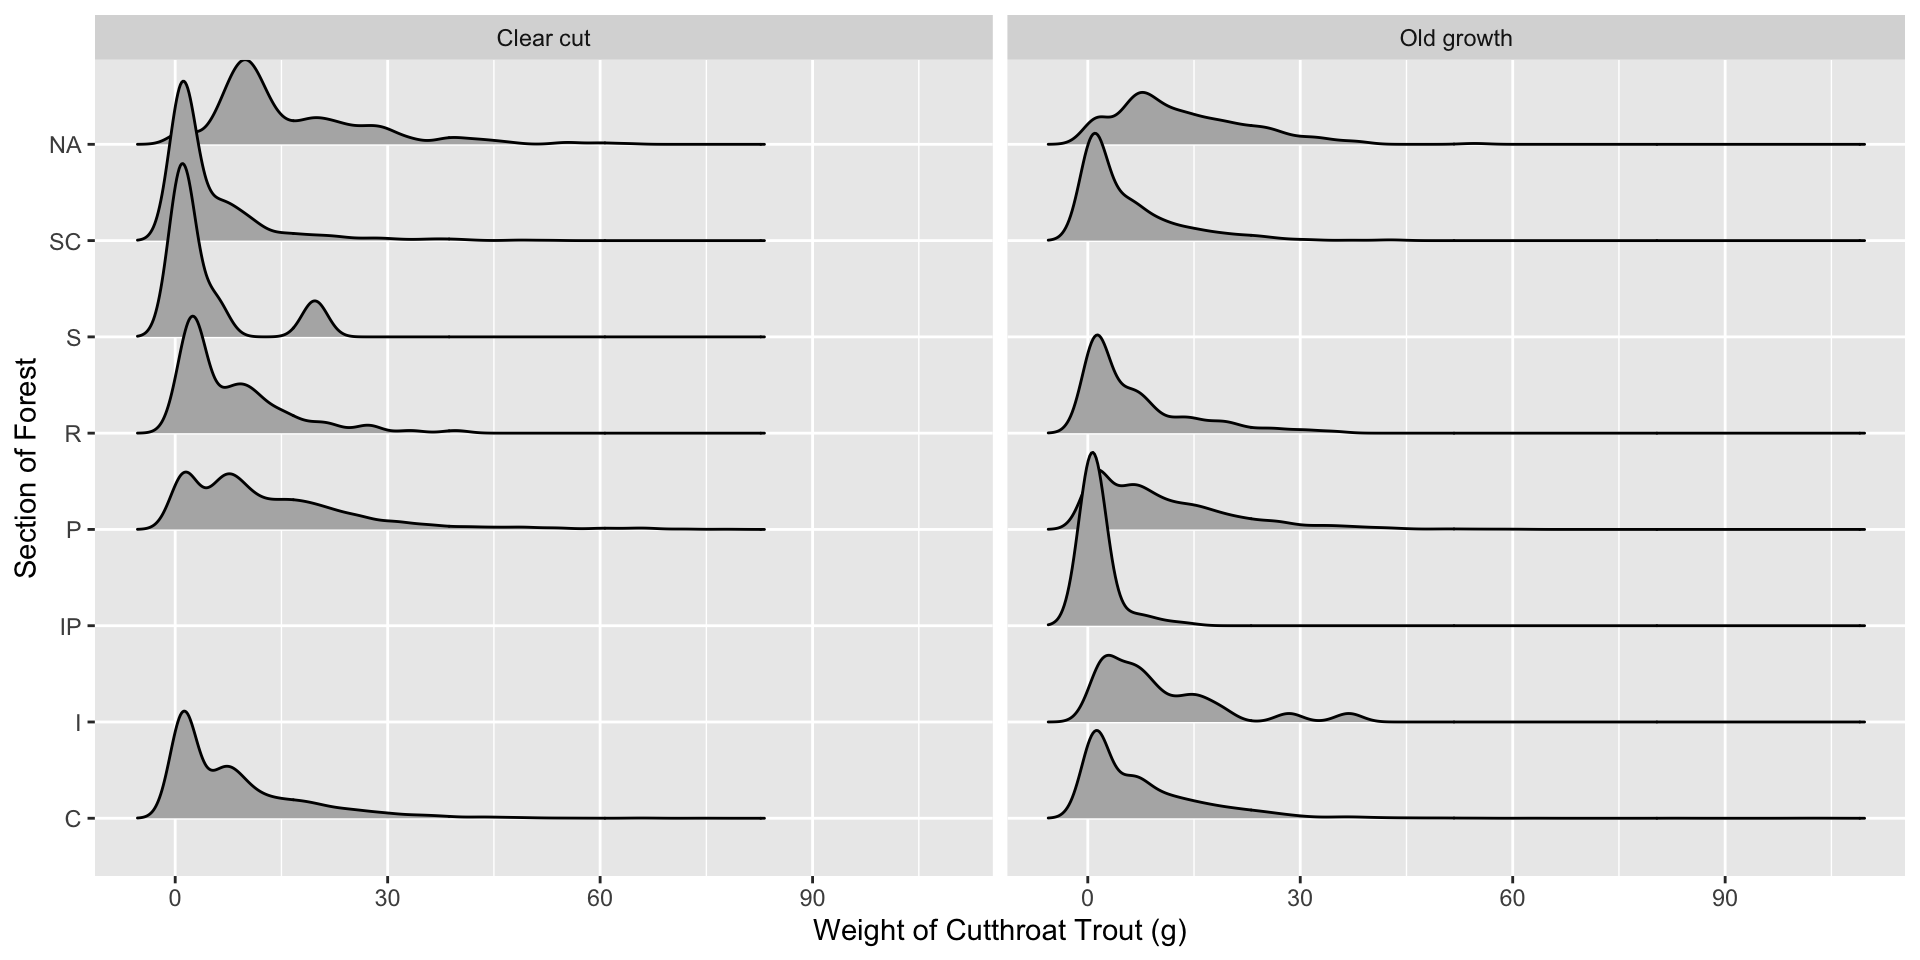 Clear cut
Old growth
Section of Forest
NA
SC
S
R
P
IP
I
C
0 30 60 90
0 30 60 90
Weight of Cutthroat Trout (g)